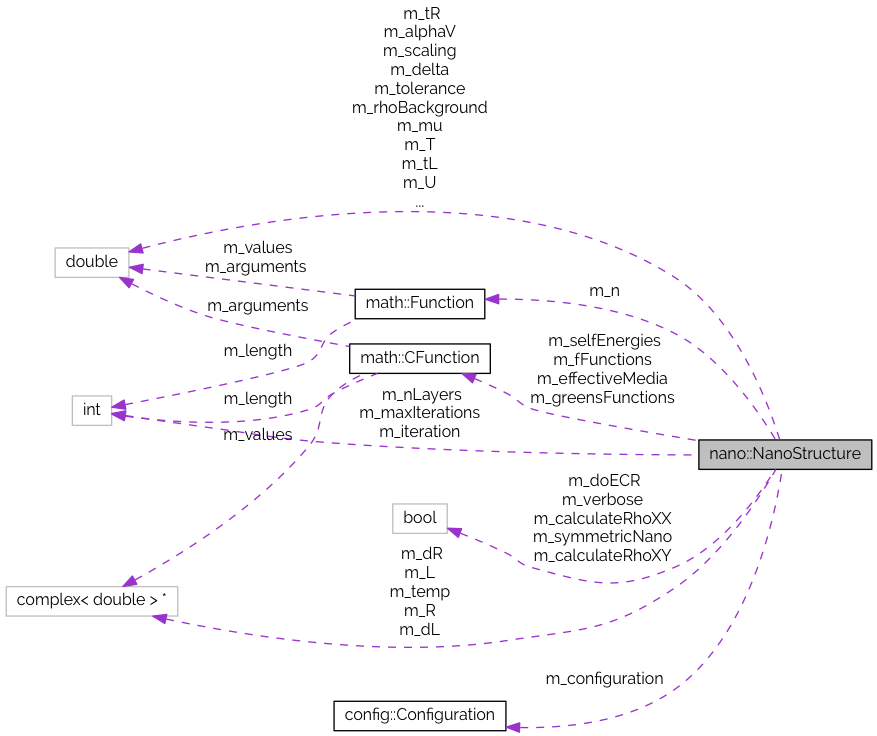 m_tR
m_alphaV
m_scaling
m_delta
m_tolerance
m_rhoBackground
m_mu
m_T
m_tL
m_U
...
double
m_values
m_arguments
math::Function
m_n
m_arguments
m_length
math::CFunction
m_selfEnergies
m_fFunctions
m_effectiveMedia
m_greensFunctions
int
m_length
m_values
m_nLayers
m_maxIterations
m_iteration
nano::NanoStructure
bool
m_doECR
m_verbose
m_calculateRhoXX
m_symmetricNano
m_calculateRhoXY
complex< double > *
m_dR
m_L
m_temp
m_R
m_dL
m_configuration
config::Configuration